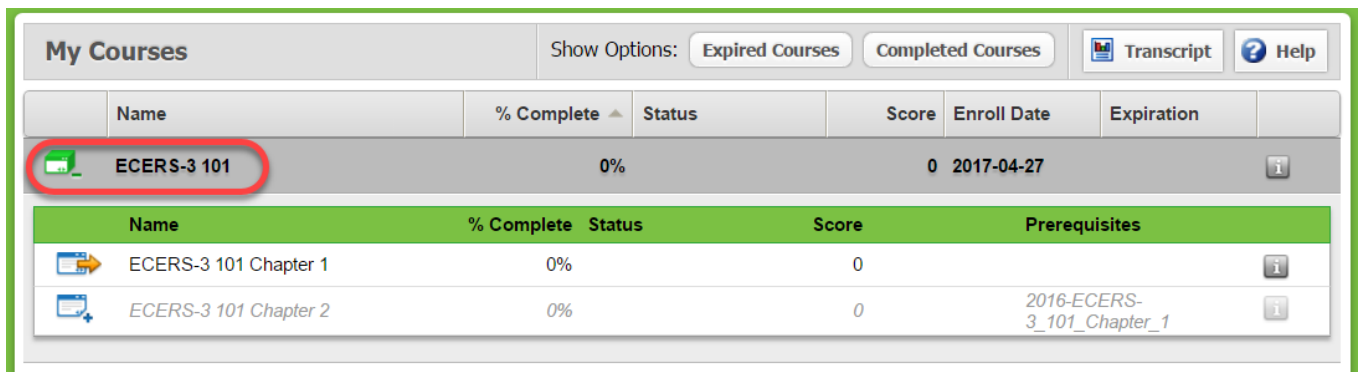 My Courses Show Options: Expired Courses Completed Courses Transcript Help
Name % Complete Status Score Enroll Date Expiration
ECERS-3 101 0% 0 2017-04-27
Name % Complete Status Score Prerequisites
ECERS-3 101 Chapter 1 0% 0
ECERS-3 101 Chapter 2 0% 0 2016-ECERS-
3_101_Chapter_1